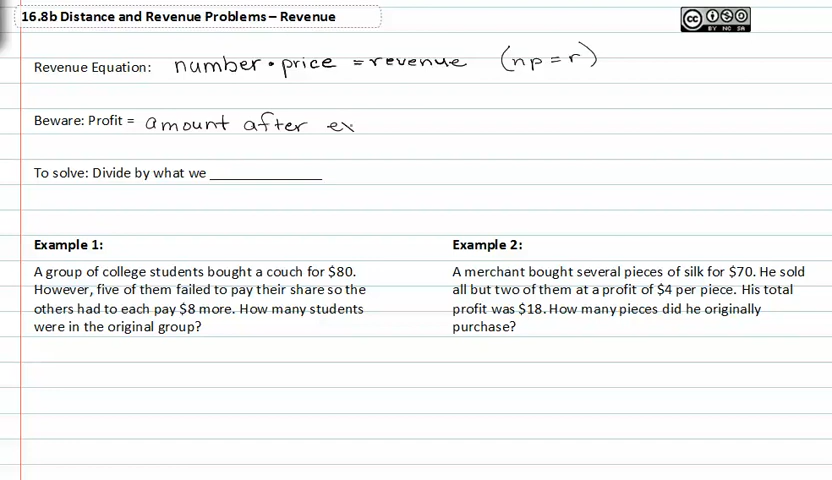 16.8b Distance and Revenue Problems – Revenue
cc BY NC SA
Revenue Equation: number • price = revenue (np = r)
Beware: Profit = amount after ex
To solve: Divide by what we ______________
Example 1:
A group of college students bought a couch for $80.
However, five of them failed to pay their share so the
others had to each pay $8 more. How many students
were in the original group?
Example 2:
A merchant bought several pieces of silk for $70. He sold
all but two of them at a profit of $4 per piece. His total
profit was $18. How many pieces did he originally
purchase?